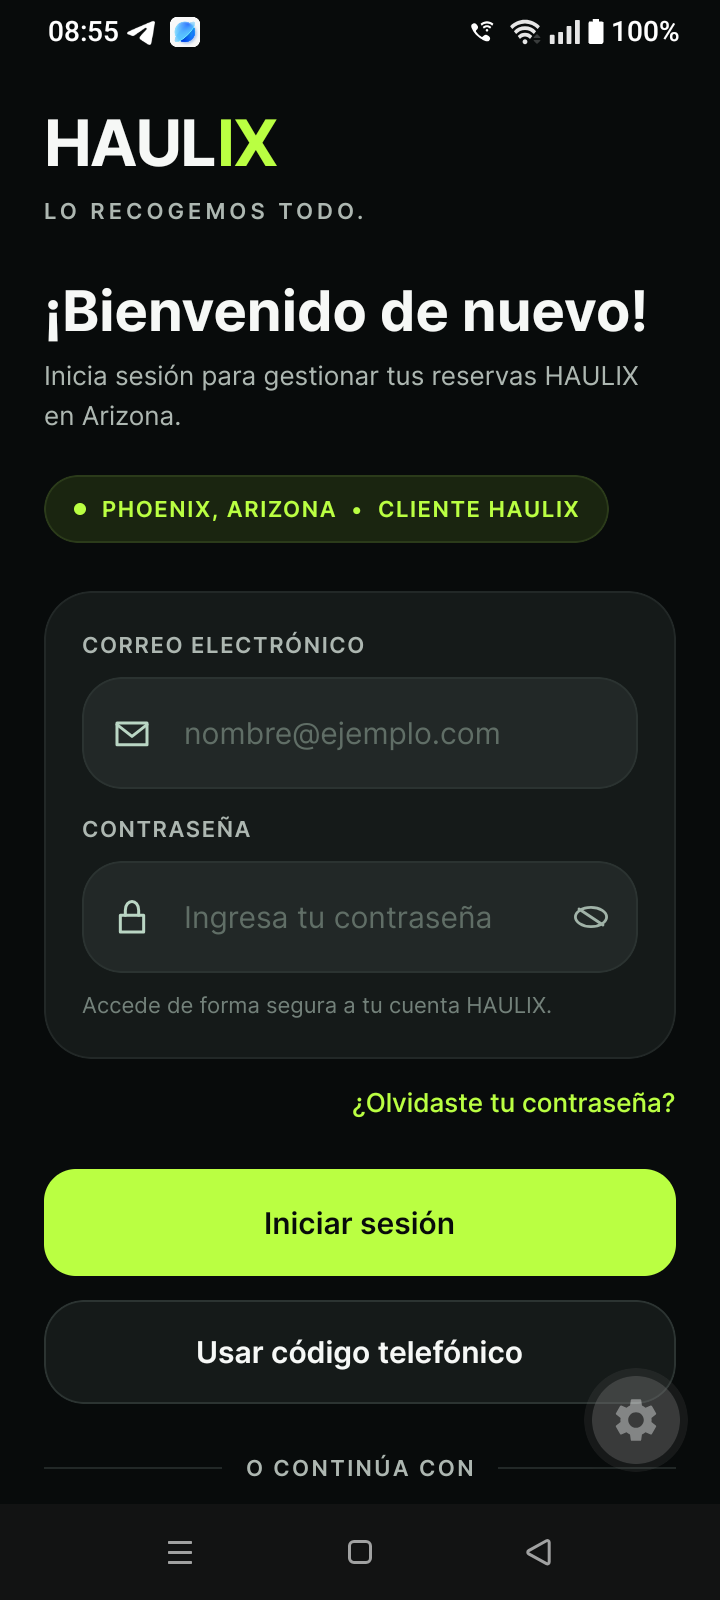 08:55
100%
HAULIX
LO RECOGEMOS TODO.
¡Bienvenido de nuevo!
Inicia sesión para gestionar tus reservas HAULIX
en Arizona.
PHOENIX, ARIZONA • CLIENTE HAULIX
CORREO ELECTRÓNICO
nombre@ejemplo.com
CONTRASEÑA
Ingresa tu contraseña
Accede de forma segura a tu cuenta HAULIX.
¿Olvidaste tu contraseña?
Iniciar sesión
Usar código telefónico
O CONTINÚA CON